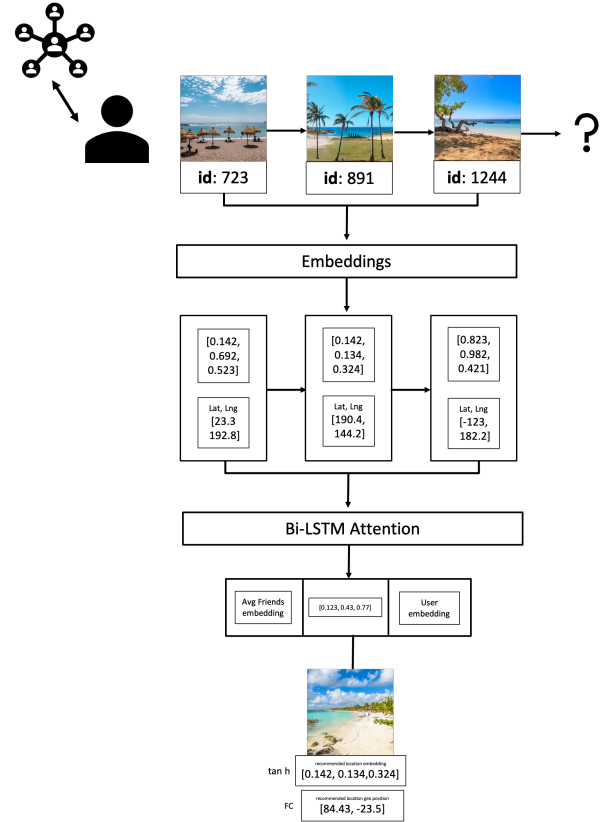 ?
id: 723
id: 891
id: 1244
Embeddings
[0.142,
0.692,
0.523]
[0.142,
0.134,
0.324]
[0.823,
0.982,
0.421]
Lat, Lng
[23.3
192.8]
Lat, Lng
[190.4,
144.2]
Lat, Lng
[-123,
182.2]
Bi-LSTM Attention
Avg Friends
embedding
[0.123, 0.43, 0.77]
User
embedding
recommended location embedding
tan h
[0.142, 0.134,0.324]
recommended location geo position
FC
[84.43, -23.5]